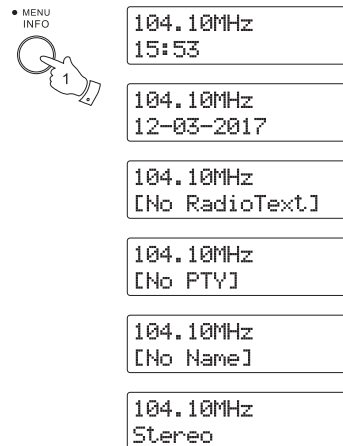 ● MENU
INFO
1
104.10MHz
15:53
104.10MHz
12-03-2017
104.10MHz
[No RadioText]
104.10MHz
[No PTY]
104.10MHz
[No Name]
104.10MHz
Stereo